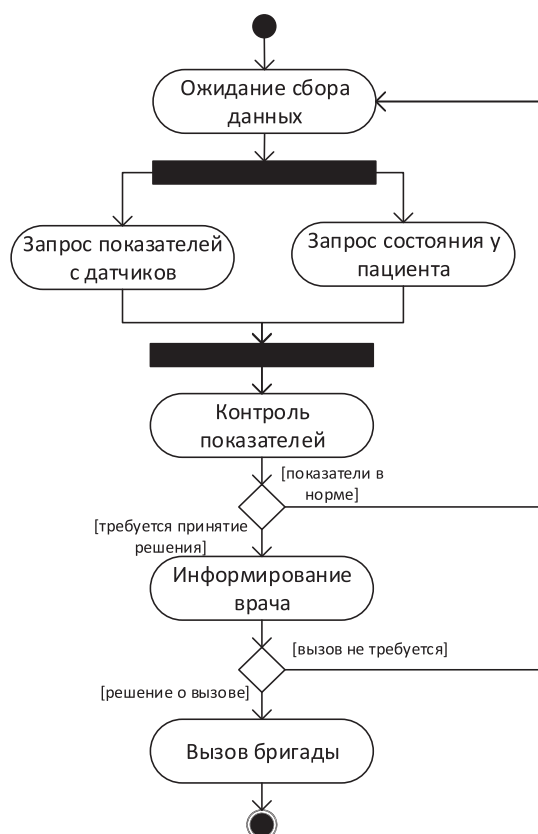 Ожидание сбора
данных
Запрос показателей
с датчиков
Запрос состояния у
пациента
Контроль
показателей
[показатели в
норме]
[требуется принятие
решения]
Информирование
врача
[вызов не требуется]
[решение о вызове]
Вызов бригады